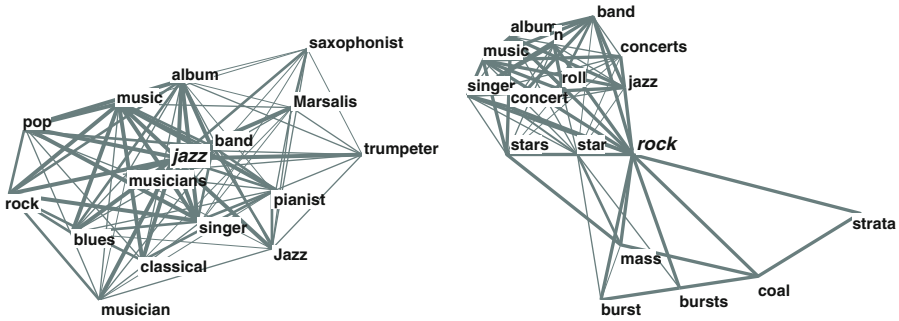 saxophonist
album
music
Marsalis
pop
band
jazz
trumpeter
musicians
rock
pianist
singer
blues
Jazz
classical
musician
band
album
n
music
concerts
roll
singer
jazz
concert
stars
star
rock
strata
mass
coal
bursts
burst